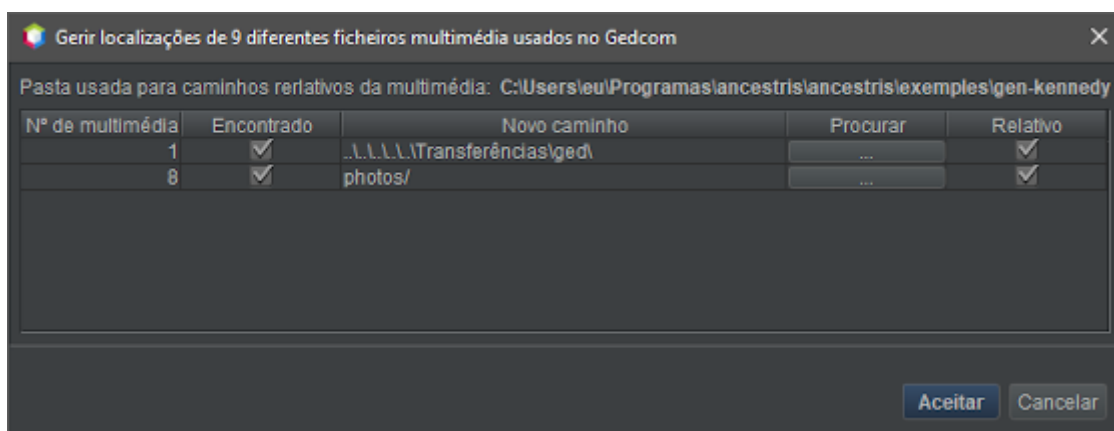 Gerir localizações de 9 diferentes ficheiros multimédia usados no Gedcom
Pasta usada para caminhos rerlativos da multimédia: C:\Users\eu\Programas\ancestris\ancestris\exemples\gen-kennedy
Nº de multimédia Encontrado Novo caminho Procurar Relativo
1 ..\..\..\..\..\Transferências\ged\ ...
8 photos/ ...
Aceitar Cancelar